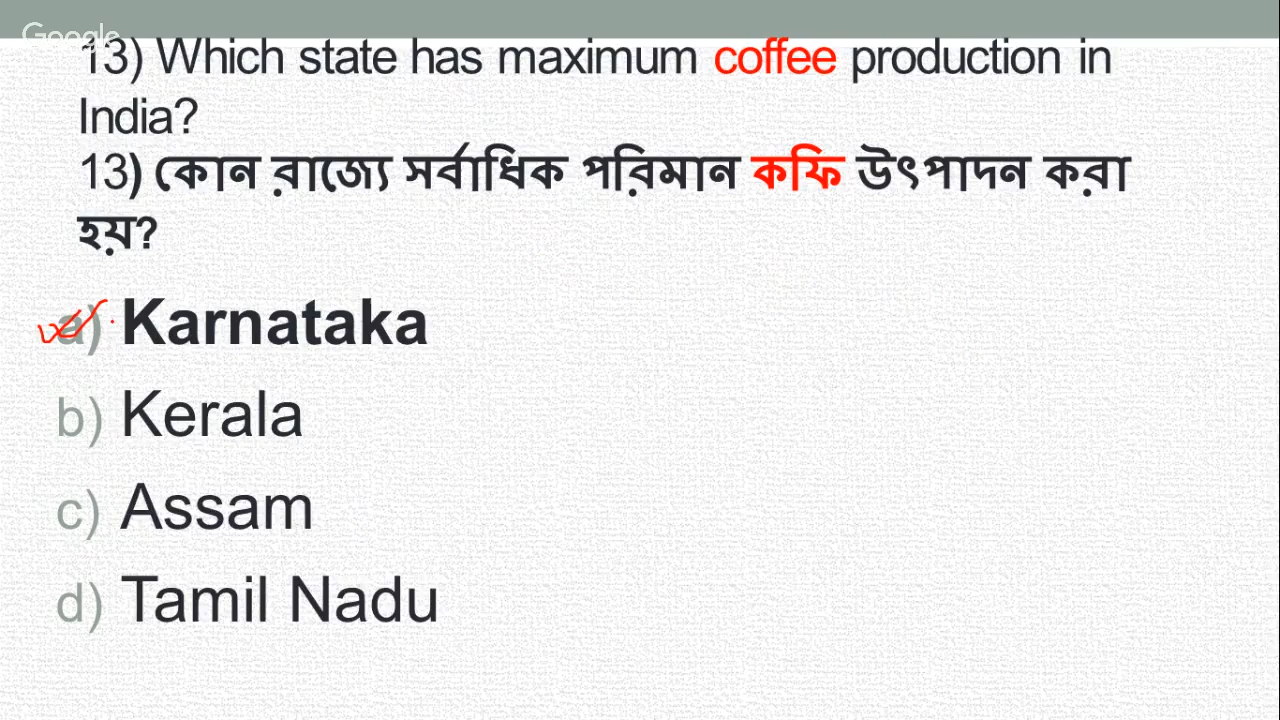 Google
13) Which state has maximum coffee production in
India?
13) কোন রাজ্যে সর্বাধিক পরিমান কফি উৎপাদন করা
হয়?
a) Karnataka
b) Kerala
c) Assam
d) Tamil Nadu